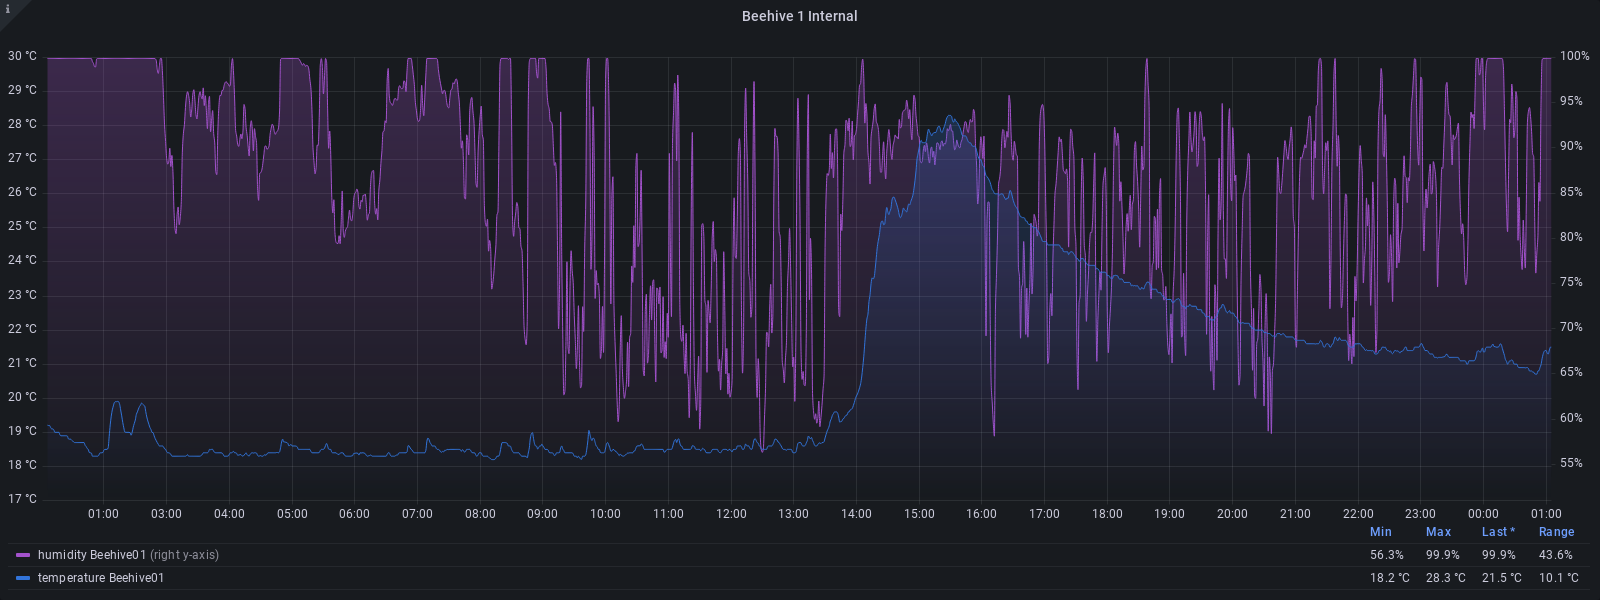 i
Beehive 1 Internal
30 °C 100%
29 °C 95%
28 °C 90%
27 °C 85%
26 °C 80%
25 °C 75%
24 °C 70%
23 °C 65%
22 °C 60%
21 °C 55%
20 °C
19 °C
18 °C
17 °C
01:00 03:00 04:00 05:00 06:00 07:00 08:00 09:00 10:00 11:00 12:00 13:00 14:00 15:00 16:00 17:00 18:00 19:00 20:00 21:00 22:00 23:00 00:00 01:00
Min Max Last * Range
humidity Beehive01 (right y-axis) 56.3% 99.9% 99.9% 43.6%
temperature Beehive01 18.2 °C 28.3 °C 21.5 °C 10.1 °C